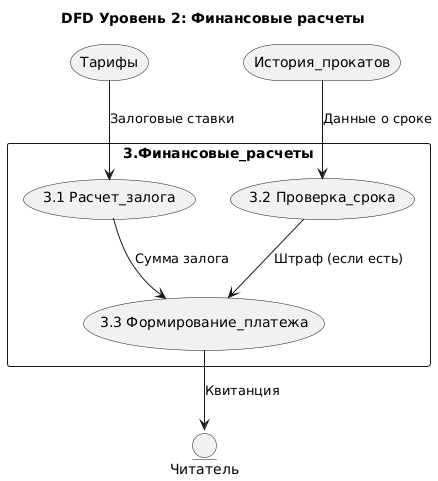 DFD Уровень 2: Финансовые расчеты
Тарифы
История_прокатов
Залоговые ставки
Данные о сроке
3.Финансовые_расчеты
3.1 Расчет_залога
3.2 Проверка_срока
Сумма залога
Штраф (если есть)
3.3 Формирование_платежа
Квитанция
Читатель